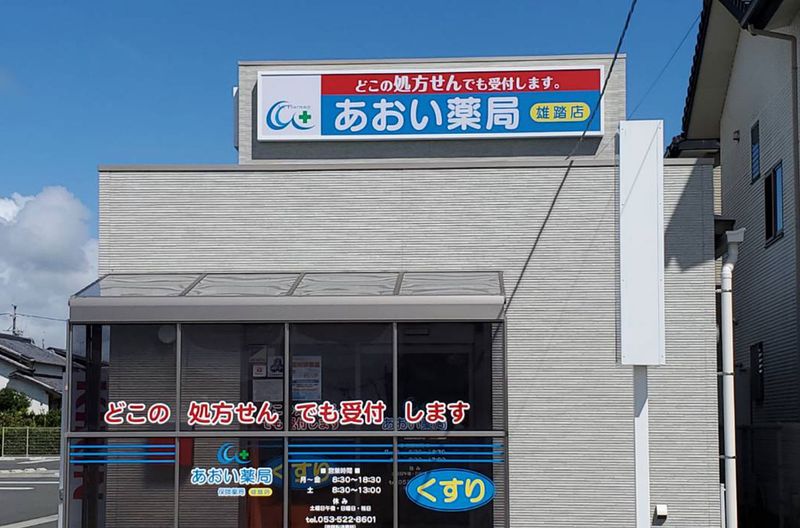 どこの処方せんでも受付します。
Pharmacy
あおい薬局 雄踏店
どこの 処方せん でも受付 します
あおい薬局
保険薬局 雄踏店
くすり
■ 営業時間 ■
月〜金 8:30〜18:30
土 8:30〜13:00
休み
土曜日午後・日曜日・祝日
TEL.053-522-8601
くすり